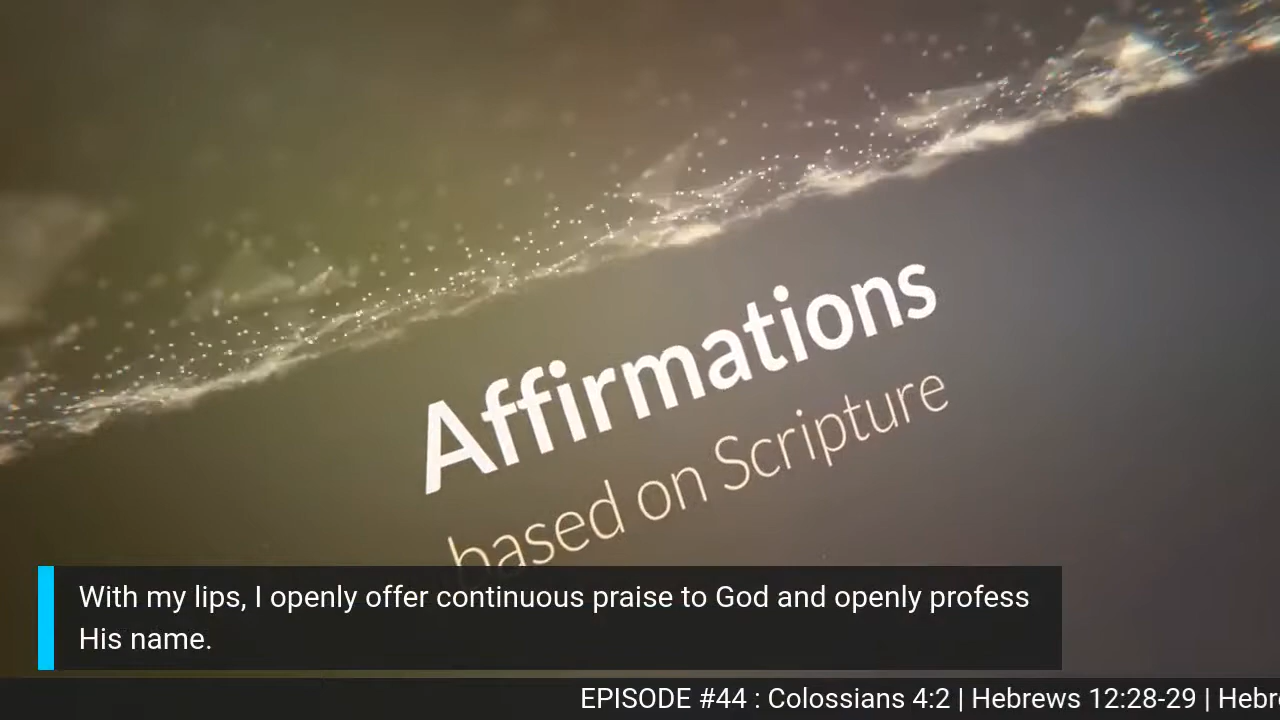 Affirmations
based on Scripture
With my lips, I openly offer continuous praise to God and openly profess
His name.
EPISODE #44 : Colossians 4:2 | Hebrews 12:28-29 | Hebr